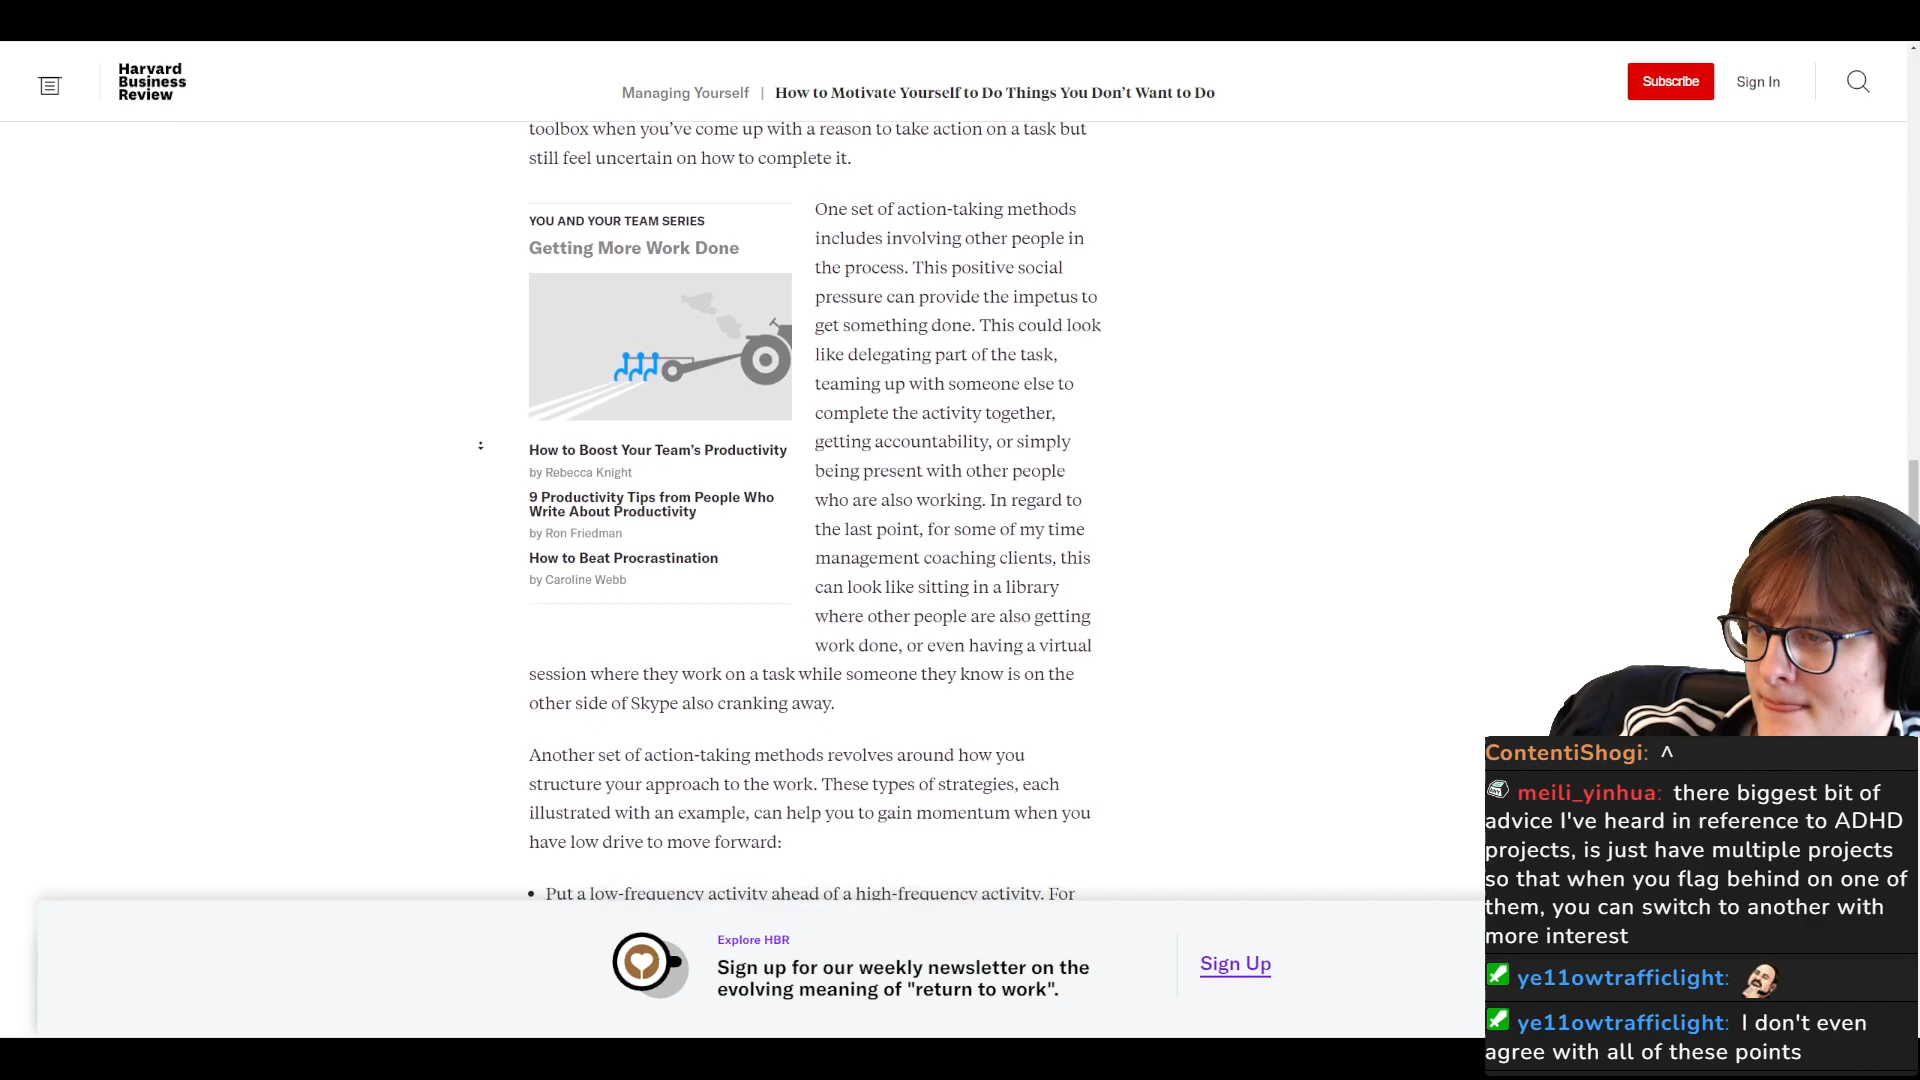 Harvard
Business
Review
Managing Yourself | How to Motivate Yourself to Do Things You Don’t Want to Do
Subscribe
Sign In
toolbox when you’ve come up with a reason to take action on a task but
still feel uncertain on how to complete it.
YOU AND YOUR TEAM SERIES
Getting More Work Done
How to Boost Your Team’s Productivity
by Rebecca Knight
9 Productivity Tips from People Who
Write About Productivity
by Ron Friedman
How to Beat Procrastination
by Caroline Webb
One set of action-taking methods
includes involving other people in
the process. This positive social
pressure can provide the impetus to
get something done. This could look
like delegating part of the task,
teaming up with someone else to
complete the activity together,
getting accountability, or simply
being present with other people
who are also working. In regard to
the last point, for some of my time
management coaching clients, this
can look like sitting in a library
where other people are also getting
work done, or even having a virtual
session where they work on a task while someone they know is on the
other side of Skype also cranking away.
Another set of action-taking methods revolves around how you
structure your approach to the work. These types of strategies, each
illustrated with an example, can help you to gain momentum when you
have low drive to move forward:
• Put a low-frequency activity ahead of a high-frequency activity. For
Explore HBR
Sign up for our weekly newsletter on the
evolving meaning of "return to work".
Sign Up
ContentiShogi: ^
meili_yinhua: there biggest bit of
advice I've heard in reference to ADHD
projects, is just have multiple projects
so that when you flag behind on one of
them, you can switch to another with
more interest
ye11owtrafficlight:
ye11owtrafficlight: I don't even
agree with all of these points